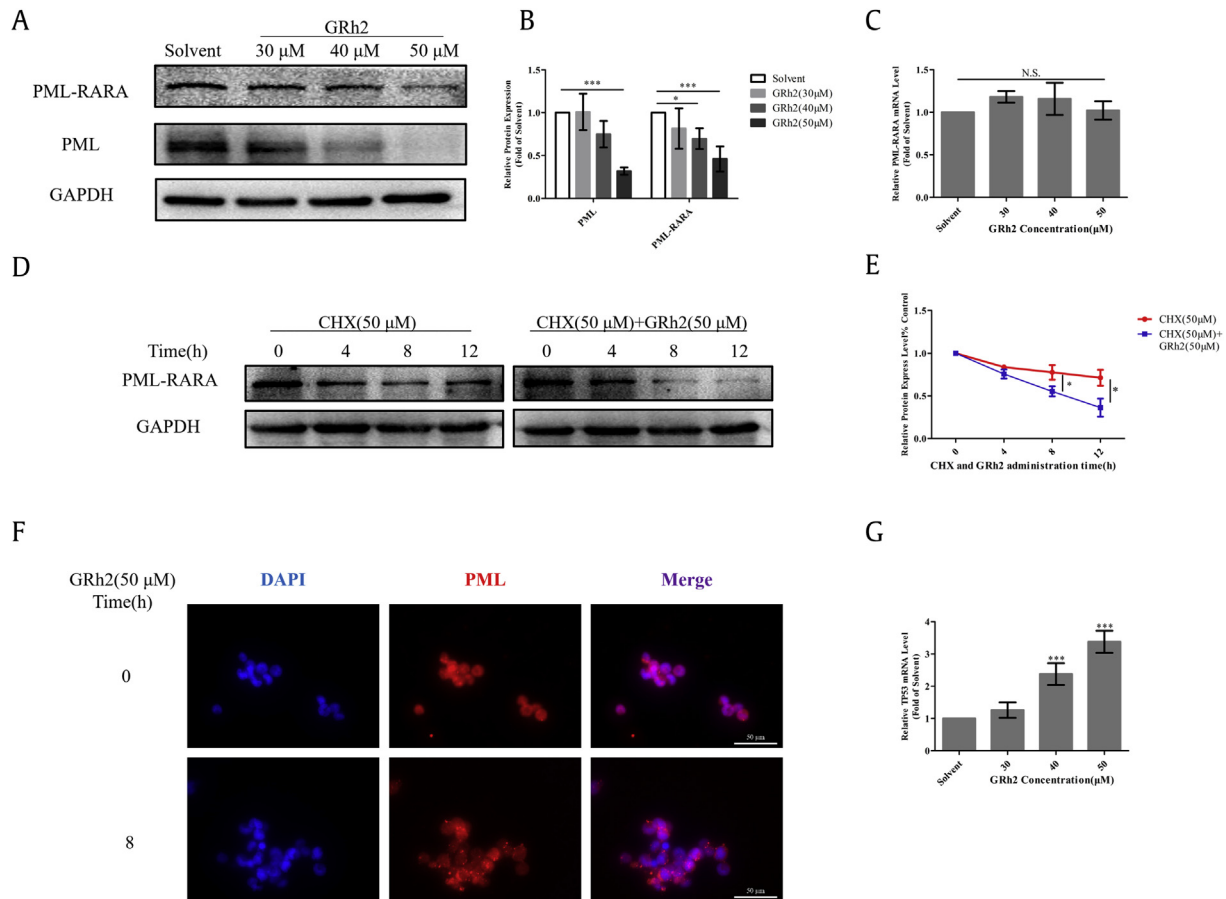 A
GRh2
Solvent 30 μM 40 μM 50 μM
PML-RARA
PML
GAPDH
B
Relative Protein Expression
(Fold of Solvent)
1.5
1.0
0.5
0.0
***
***
*
PML
PML-RARA
Solvent
GRh2(30μM)
GRh2(40μM)
GRh2(50μM)
C
Relative PML-RARA mRNA Level
(Fold of Solvent)
1.5
1.0
0.5
0.0
N.S.
Solvent 30 40 50
GRh2 Concentration(μM)
D
CHX(50 μM) CHX(50 μM)+GRh2(50 μM)
Time(h) 0 4 8 12 0 4 8 12
PML-RARA
GAPDH
E
Relative Protein Express Level% Control
1.5
1.0
0.5
0.0
*
*
0 4 8 12
CHX and GRh2 administration time(h)
CHX(50μM)
CHX(50μM)+
GRh2(50μM)
F
GRh2(50 μM)
Time(h)
DAPI PML Merge
0
50 μm
8
50 μm
G
Relative TP53 mRNA Level
(Fold of Solvent)
4
3
2
1
0
***
***
Solvent 30 40 50
GRh2 Concentration(μM)